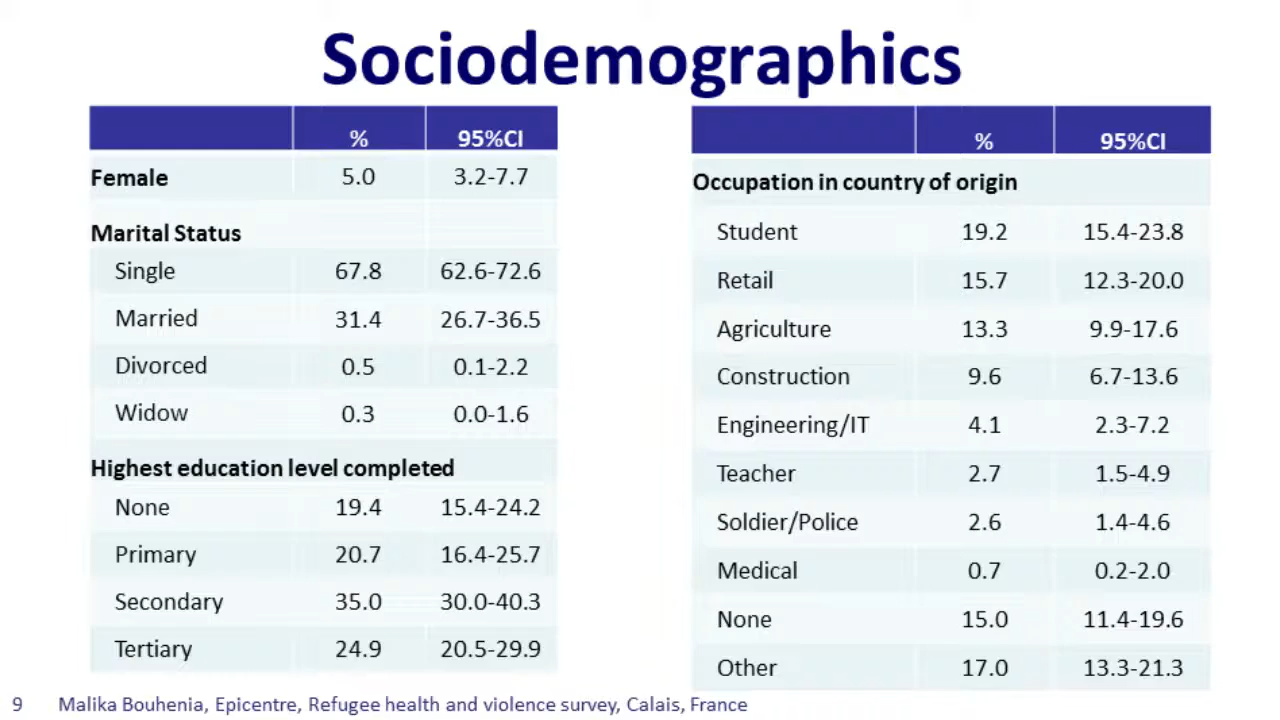 Sociodemographics
% 95%CI
Female 5.0 3.2-7.7
Marital Status
Single 67.8 62.6-72.6
Married 31.4 26.7-36.5
Divorced 0.5 0.1-2.2
Widow 0.3 0.0-1.6
Highest education level completed
None 19.4 15.4-24.2
Primary 20.7 16.4-25.7
Secondary 35.0 30.0-40.3
Tertiary 24.9 20.5-29.9
% 95%CI
Occupation in country of origin
Student 19.2 15.4-23.8
Retail 15.7 12.3-20.0
Agriculture 13.3 9.9-17.6
Construction 9.6 6.7-13.6
Engineering/IT 4.1 2.3-7.2
Teacher 2.7 1.5-4.9
Soldier/Police 2.6 1.4-4.6
Medical 0.7 0.2-2.0
None 15.0 11.4-19.6
Other 17.0 13.3-21.3
9 Malika Bouhenia, Epicentre, Refugee health and violence survey, Calais, France